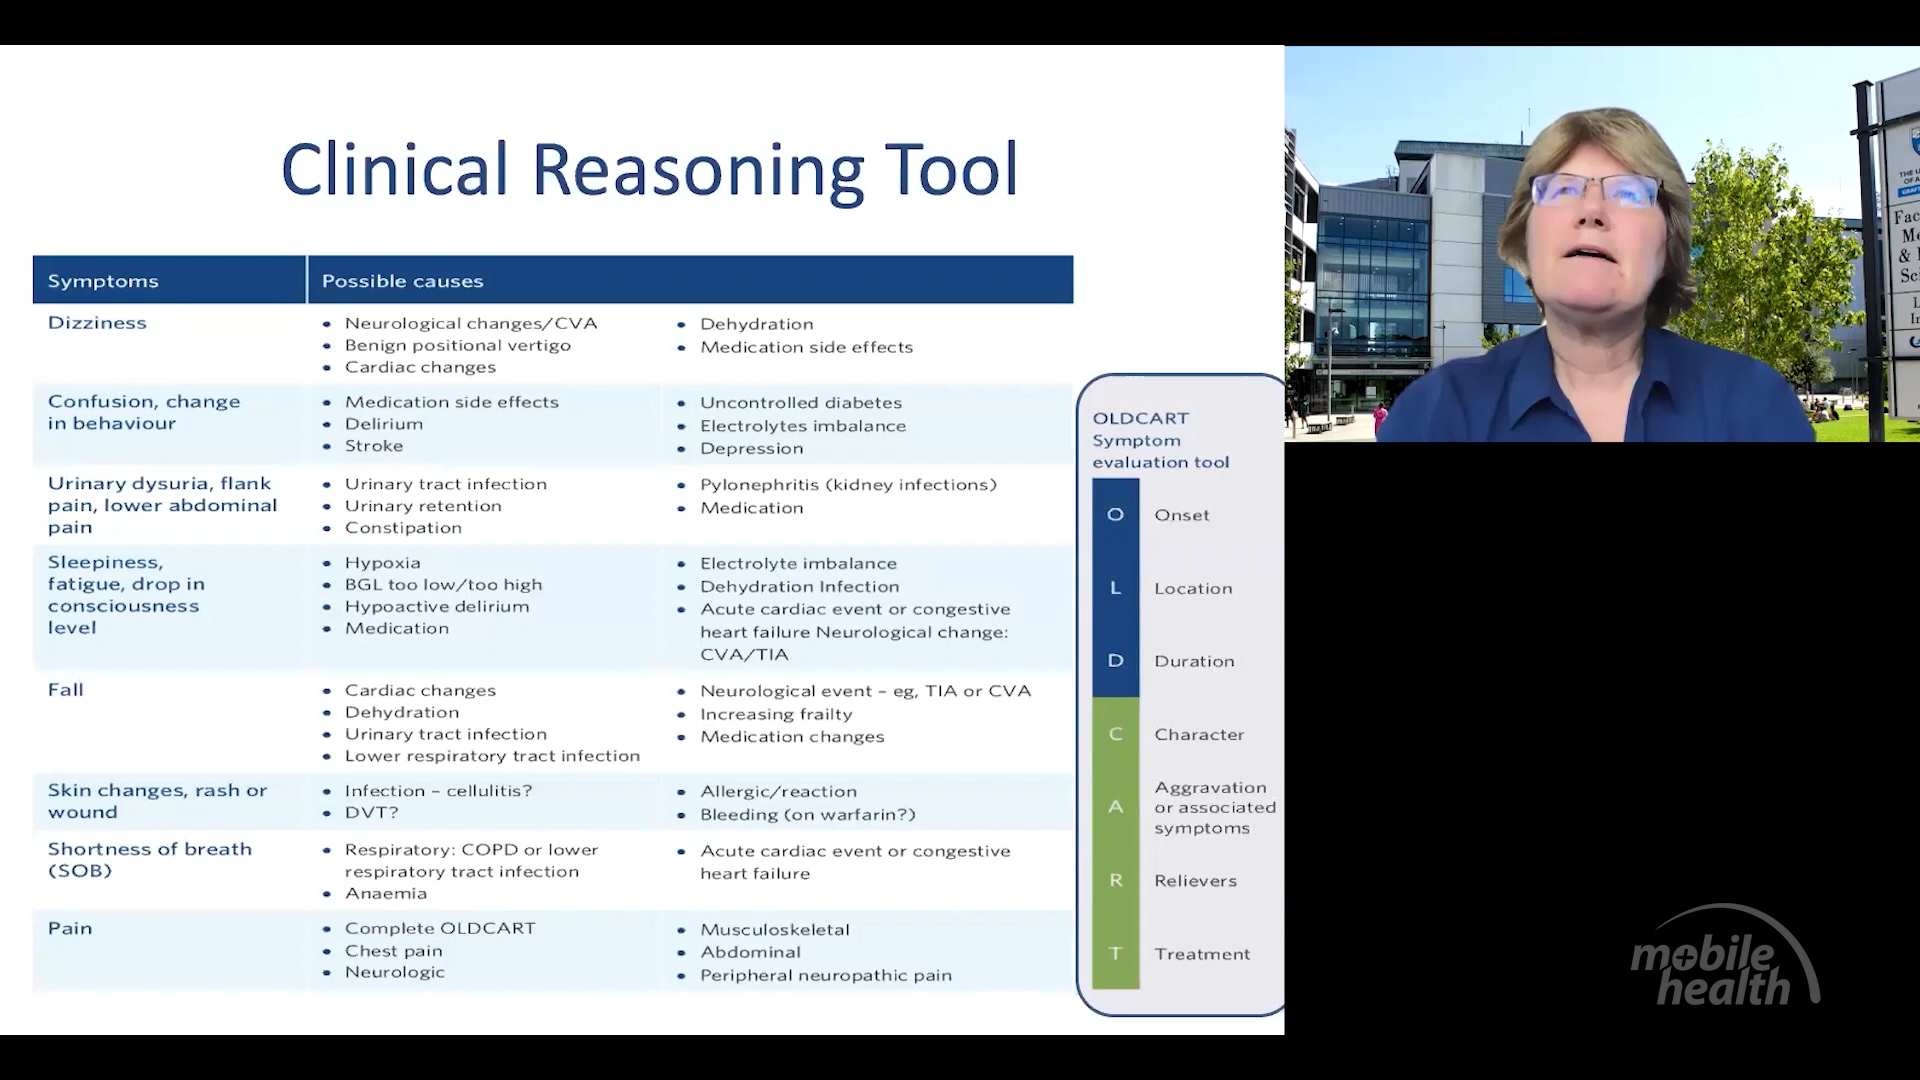 Clinical Reasoning Tool
Symptoms
Possible causes
Dizziness
Neurological changes/CVA
Benign positional vertigo
Cardiac changes
Dehydration
Medication side effects
Confusion, change
in behaviour
Medication side effects
Delirium
Stroke
Uncontrolled diabetes
Electrolytes imbalance
Depression
Urinary dysuria, flank
pain, lower abdominal
pain
Urinary tract infection
Urinary retention
Constipation
Pylonephritis (kidney infections)
Medication
Sleepiness,
fatigue, drop in
consciousness
level
Hypoxia
BGL too low/too high
Hypoactive delirium
Medication
Electrolyte imbalance
Dehydration Infection
Acute cardiac event or congestive
heart failure Neurological change:
CVA/TIA
Fall
Cardiac changes
Dehydration
Urinary tract infection
Lower respiratory tract infection
Neurological event – eg, TIA or CVA
Increasing frailty
Medication changes
Skin changes, rash or
wound
Infection – cellulitis?
DVT?
Allergic/reaction
Bleeding (on warfarin?)
Shortness of breath
(SOB)
Respiratory: COPD or lower
respiratory tract infection
Anaemia
Acute cardiac event or congestive
heart failure
Pain
Complete OLDCART
Chest pain
Neurologic
Musculoskeletal
Abdominal
Peripheral neuropathic pain
OLDCART
Symptom
evaluation tool
O Onset
L Location
D Duration
C Character
A Aggravation
or associated
symptoms
R Relievers
T Treatment
THE U
OF A
Fac
Me
&
Sc
mobile
health